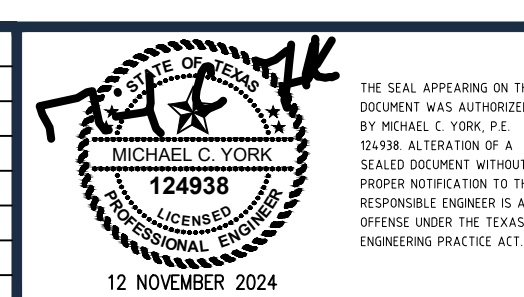 STATE OF TEXAS
MICHAEL C. YORK
124938
LICENSED
PROFESSIONAL ENGINEER
12 NOVEMBER 2024
THE SEAL APPEARING ON TH
DOCUMENT WAS AUTHORIZED
BY MICHAEL C. YORK, P.E.
124938. ALTERATION OF A
SEALED DOCUMENT WITHOUT
PROPER NOTIFICATION TO TH
RESPONSIBLE ENGINEER IS A
OFFENSE UNDER THE TEXAS
ENGINEERING PRACTICE ACT.